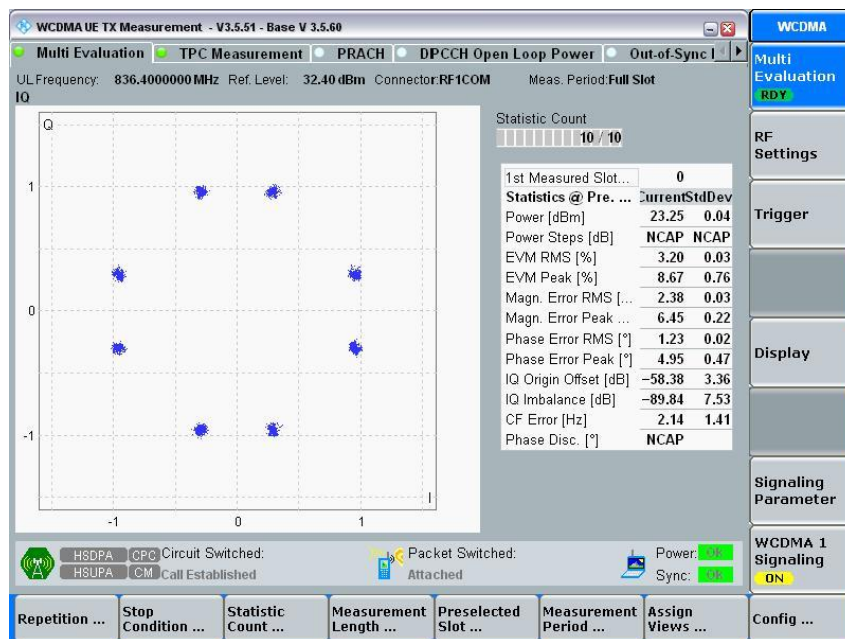 WCDMA UE TX Measurement - V3.5.51 - Base V 3.5.60
WCDMA
Multi Evaluation TPC Measurement PRACH DPCCH Open Loop Power Out-of-Sync
Multi Evaluation
RDY
UL Frequency: 836.4000000 MHz Ref. Level: 32.40 dBm Connector:RF1COM Meas. Period:Full Slot
IQ
Q
1
0
-1
-1 0 1
I
Statistic Count
10 / 10
1st Measured Slot... 0
Statistics @ Pre. ... Current StdDev
Power [dBm] 23.25 0.04
Power Steps [dB] NCAP NCAP
EVM RMS [%] 3.20 0.03
EVM Peak [%] 8.67 0.76
Magn. Error RMS [... 2.38 0.03
Magn. Error Peak ... 6.45 0.22
Phase Error RMS [°] 1.23 0.02
Phase Error Peak [°] 4.95 0.47
IQ Origin Offset [dB] −58.38 3.36
IQ Imbalance [dB] −89.84 7.53
CF Error [Hz] 2.14 1.41
Phase Disc. [°] NCAP
RF
Settings
Trigger
Display
Signaling
Parameter
WCDMA 1
Signaling
ON
HSDPA CPC Circuit Switched: Packet Switched: Power: OK
HSUPA CM Call Established Attached Sync: OK
Repetition ...
Stop
Condition ...
Statistic
Count ...
Measurement
Length ...
Preselected
Slot ...
Measurement
Period ...
Assign
Views ...
Config ...